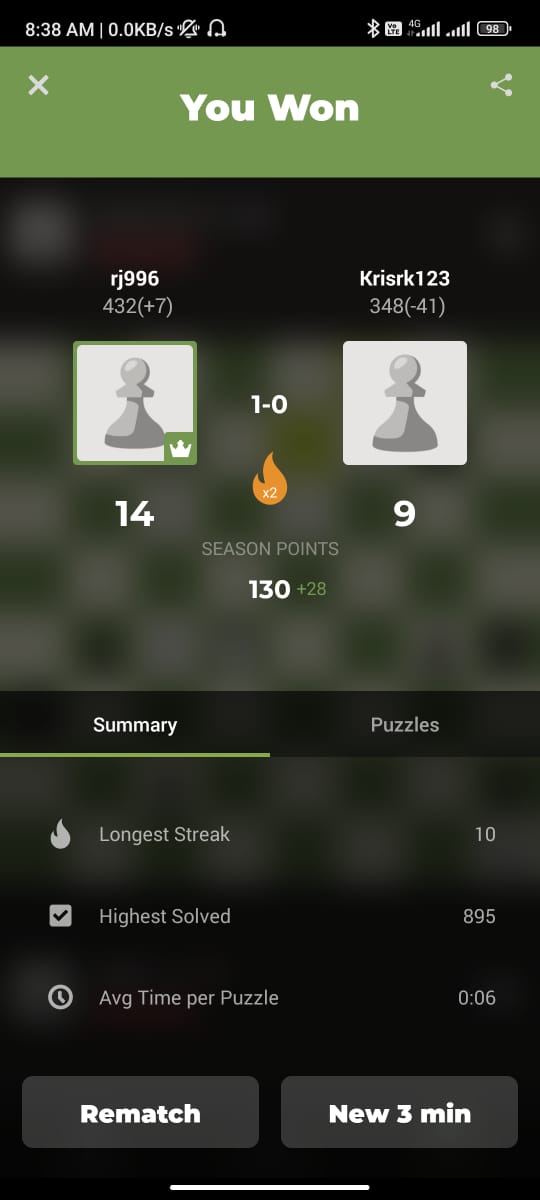 8:38 AM | 0.0KB/s
Vo LTE 4G 98
You Won
rj996 Krisrk123
432(+7) 348(-41)
1-0
x2
14 9
SEASON POINTS
130 +28
Summary Puzzles
Longest Streak 10
Highest Solved 895
Avg Time per Puzzle 0:06
Rematch New 3 min